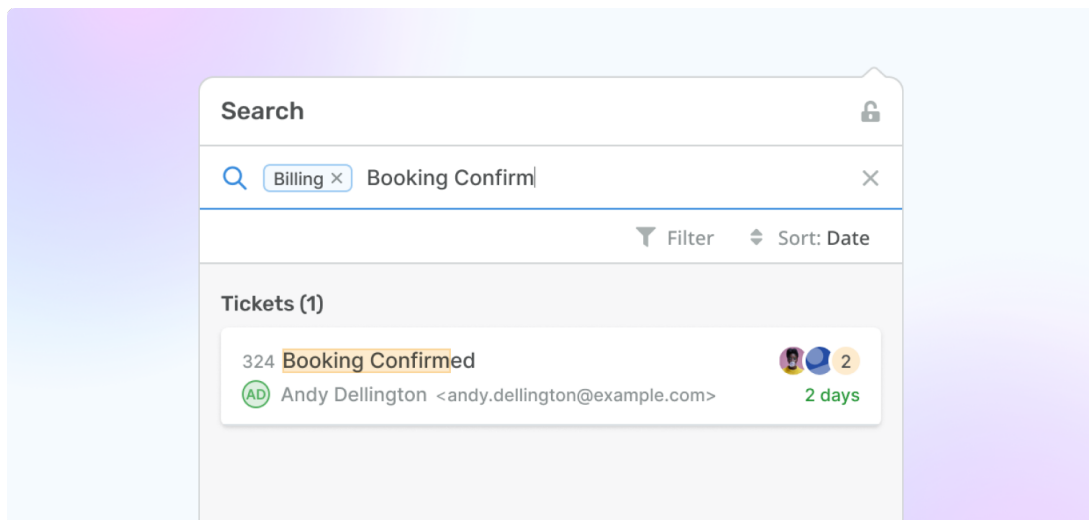 Search
Billing × Booking Confirm
Filter Sort: Date
Tickets (1)
324 Booking Confirmed 2
AD Andy Dellington <andy.dellington@example.com> 2 days